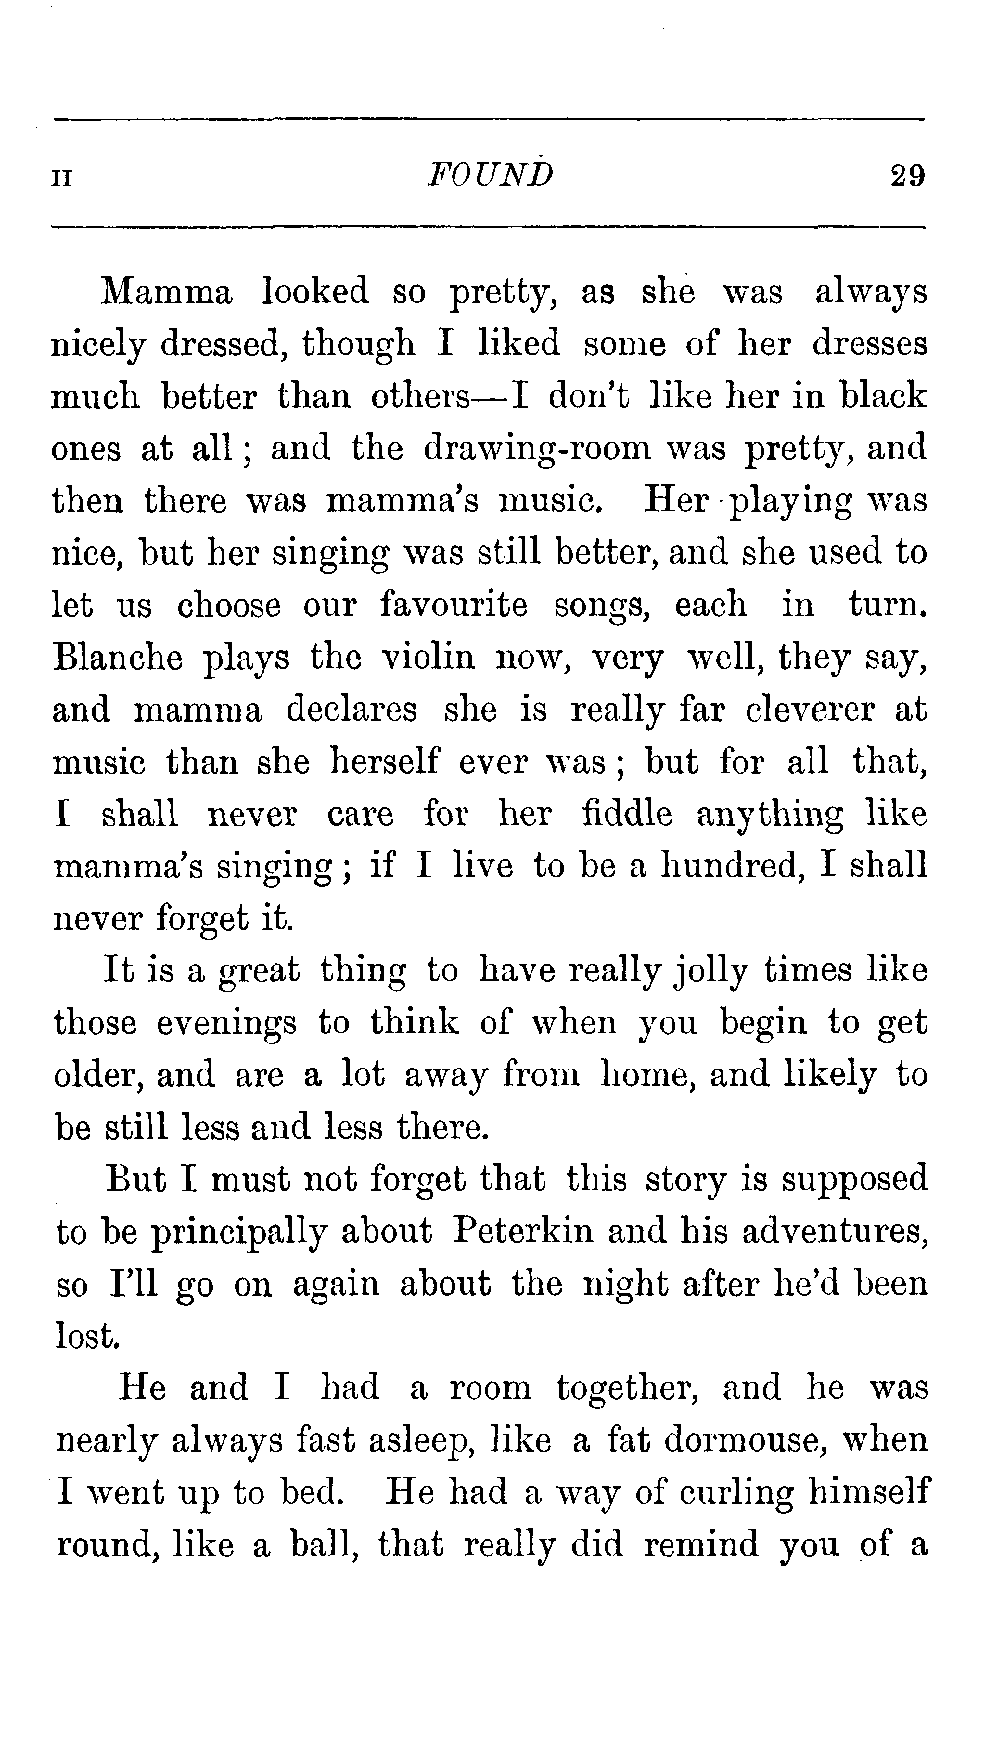 II FOUND 29
Mamma looked so pretty, as she was always
nicely dressed, though I liked some of her dresses
much better than others—I don't like her in black
ones at all; and the drawing-room was pretty, and
then there was mamma's music. Her playing was
nice, but her singing was still better, and she used to
let us choose our favourite songs, each in turn.
Blanche plays the violin now, very well, they say,
and mamma declares she is really far cleverer at
music than she herself ever was; but for all that,
I shall never care for her fiddle anything like
mamma's singing; if I live to be a hundred, I shall
never forget it.
It is a great thing to have really jolly times like
those evenings to think of when you begin to get
older, and are a lot away from home, and likely to
be still less and less there.
But I must not forget that this story is supposed
to be principally about Peterkin and his adventures,
so I'll go on again about the night after he'd been
lost.
He and I had a room together, and he was
nearly always fast asleep, like a fat dormouse, when
I went up to bed. He had a way of curling himself
round, like a ball, that really did remind you of a